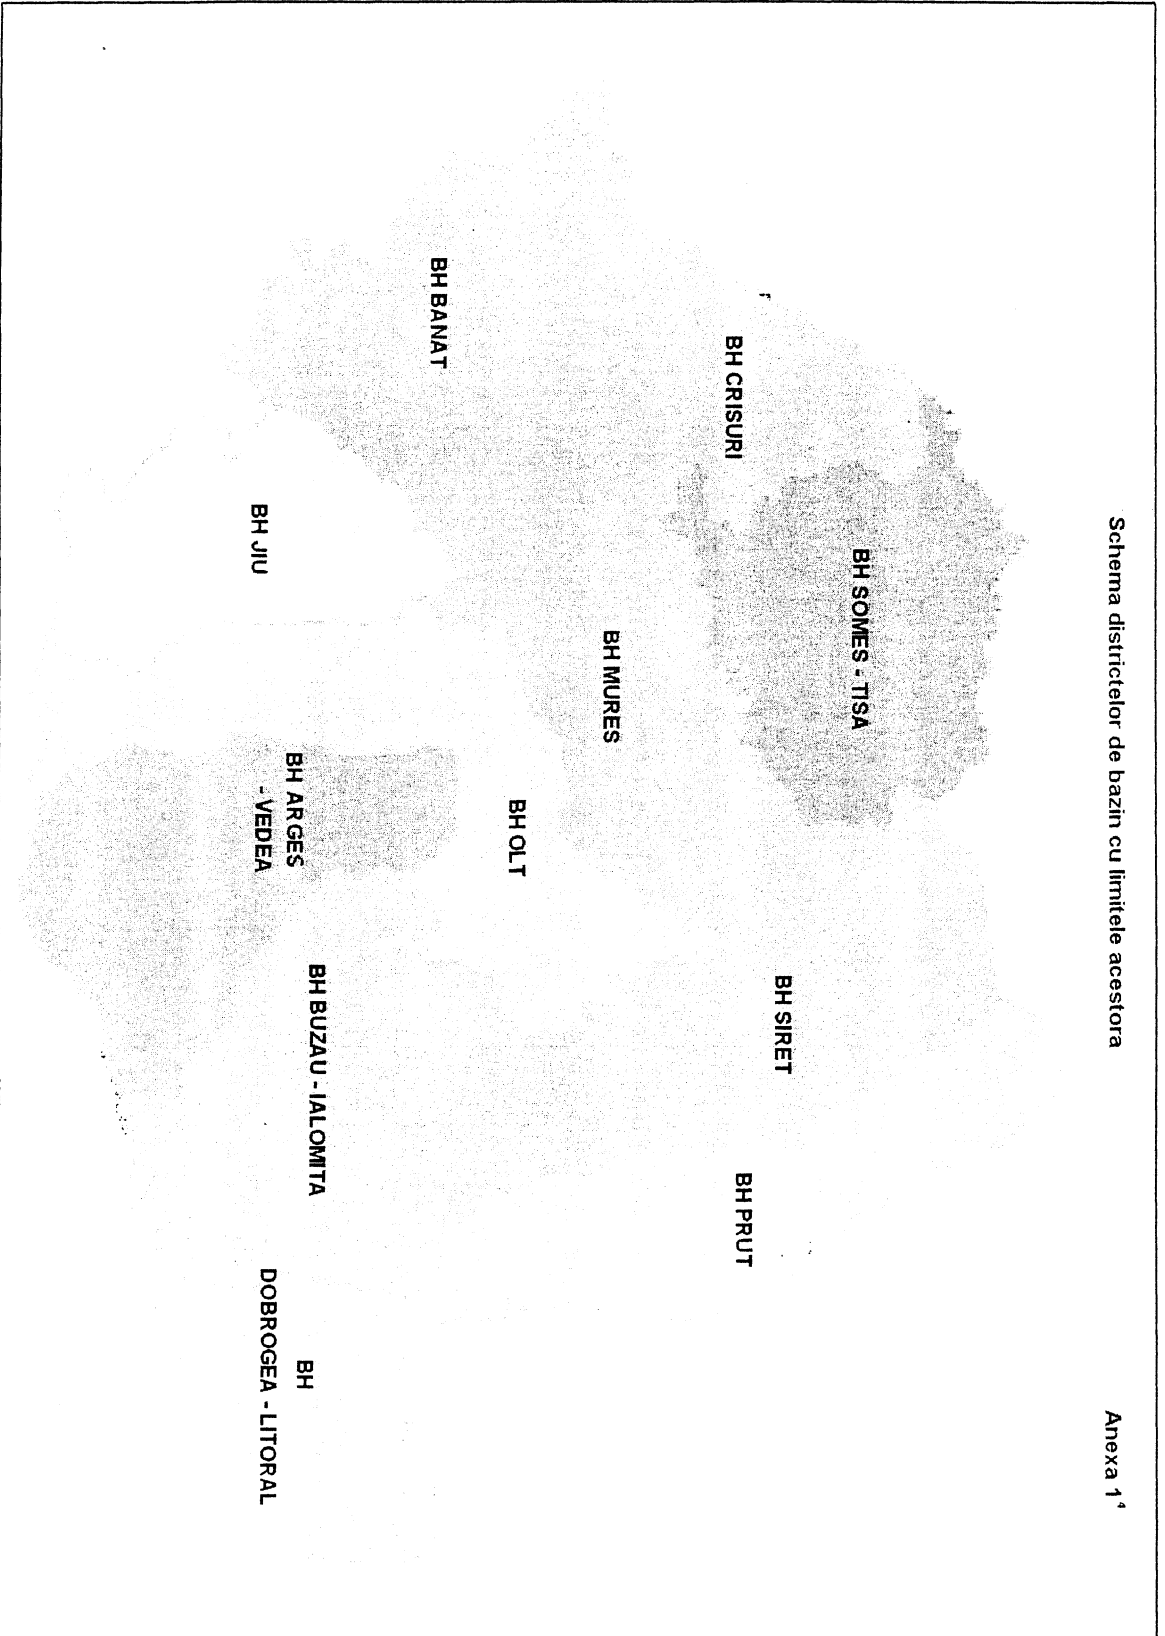 Anexa 1⁴
Schema districtelor de bazin cu limitele acestora
BH SOMES - TISA
BH CRISURI
BH SIRET
BH PRUT
BH MURES
BH BANAT
BH OLT
BH JIU
BH ARGES
- VEDEA
BH BUZAU - IALOMITA
BH
DOBROGEA - LITORAL